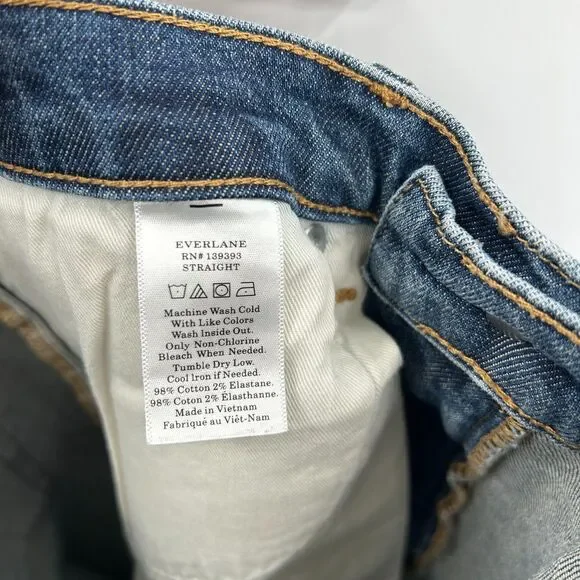 EVERLANE
RN# 139393
STRAIGHT
Machine Wash Cold
With Like Colors
Wash Inside Out.
Only Non-Chlorine
Bleach When Needed.
Tumble Dry Low.
Cool Iron if Needed.
98% Cotton 2% Elastane.
98% Coton 2% Élasthanne.
Made in Vietnam
Fabriqué au Viêt-Nam